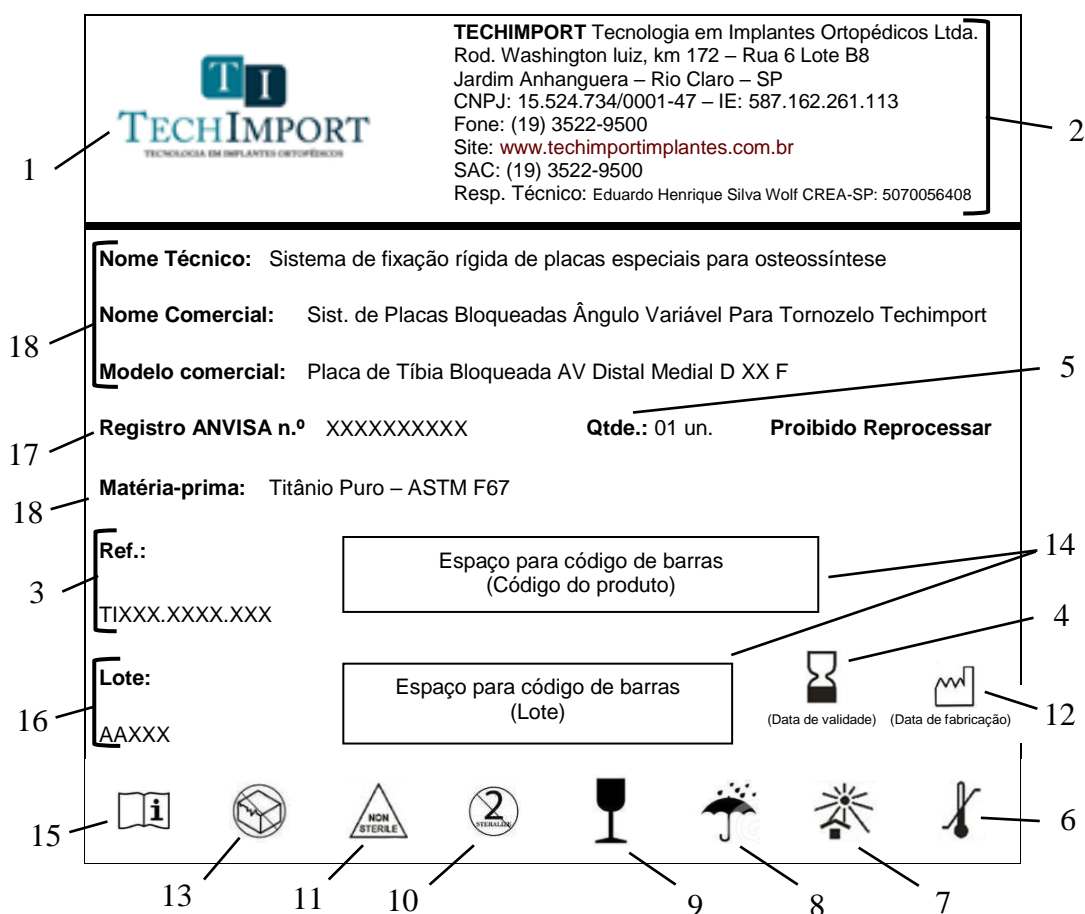 TI
TECHIMPORT
TECNOLOGIA EM IMPLANTES ORTOPÉDICOS
TECHIMPORT Tecnologia em Implantes Ortopédicos Ltda.
Rod. Washington luiz, km 172 – Rua 6 Lote B8
Jardim Anhanguera – Rio Claro – SP
CNPJ: 15.524.734/0001-47 – IE: 587.162.261.113
Fone: (19) 3522-9500
Site: www.techimportimplantes.com.br
SAC: (19) 3522-9500
Resp. Técnico: Eduardo Henrique Silva Wolf CREA-SP: 5070056408
1
2
Nome Técnico: Sistema de fixação rígida de placas especiais para osteossíntese
Nome Comercial: Sist. de Placas Bloqueadas Ângulo Variável Para Tornozelo Techimport
18
Modelo comercial: Placa de Tíbia Bloqueada AV Distal Medial D XX F
5
Registro ANVISA n.º XXXXXXXXXX Qtde.: 01 un. Proibido Reprocessar
17
Matéria-prima: Titânio Puro – ASTM F67
18
Ref.:
Espaço para código de barras
(Código do produto)
14
3
TIXXX.XXXX.XXX
4
Lote:
Espaço para código de barras
(Lote)
16
AAXXX
(Data de validade) (Data de fabricação)
12
i
NON
STERILE
2
STERILIZE
15
6
13
11
10
9
8
7